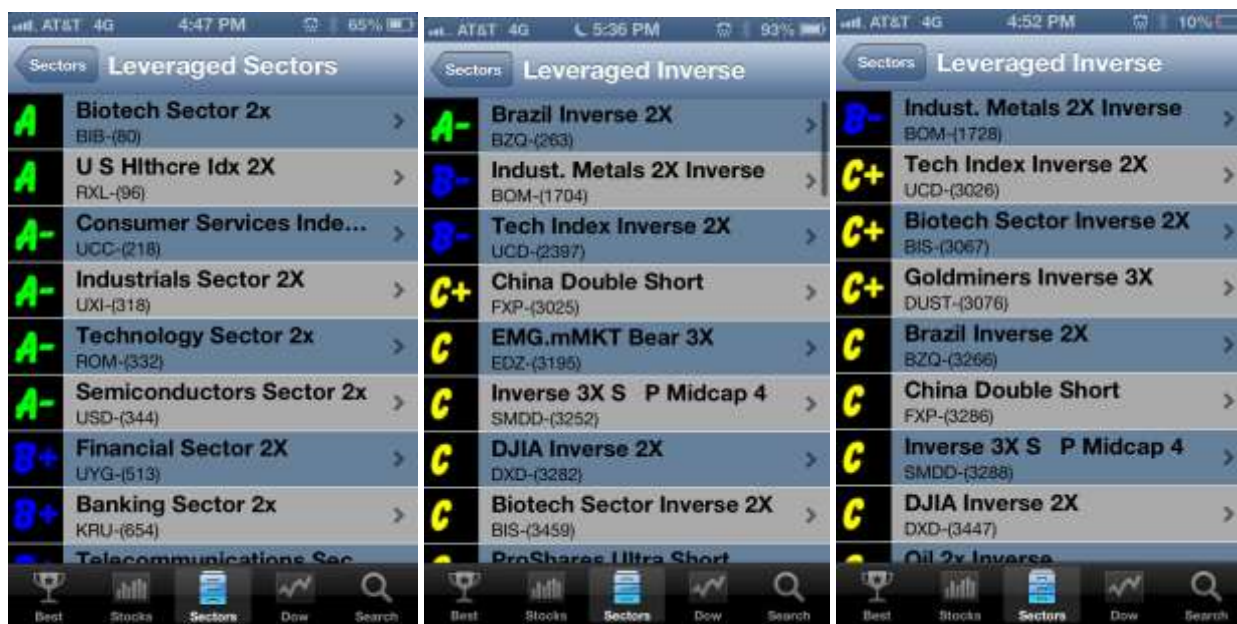 AT&T 4G 4:47 PM 65%
Sectors Leveraged Sectors
A Biotech Sector 2x
BIB-(80)
A U S Hlthcre Idx 2X
RXL-(96)
A- Consumer Services Inde...
UCC-(218)
A- Industrials Sector 2X
UXI-(318)
A- Technology Sector 2x
ROM-(332)
A- Semiconductors Sector 2x
USD-(344)
B+ Financial Sector 2X
UYG-(513)
B+ Banking Sector 2x
KRU-(654)
Telecommunications Sec
Best Stocks Sectors Dow Search
AT&T 4G 5:36 PM 93%
Sectors Leveraged Inverse
A- Brazil Inverse 2X
BZQ-(263)
B- Indust. Metals 2X Inverse
BOM-(1704)
B- Tech Index Inverse 2X
UCD-(2397)
C+ China Double Short
FXP-(3025)
C EMG.mMKT Bear 3X
EDZ-(3195)
C Inverse 3X S P Midcap 4
SMDD-(3252)
C DJIA Inverse 2X
DXD-(3282)
C Biotech Sector Inverse 2X
BIS-(3459)
ProShares Ultra Short
Best Stocks Sectors Dow Search
AT&T 4G 4:52 PM 10%
Sectors Leveraged Inverse
B- Indust. Metals 2X Inverse
BOM-(1728)
C+ Tech Index Inverse 2X
UCD-(3026)
C+ Biotech Sector Inverse 2X
BIS-(3067)
C+ Goldminers Inverse 3X
DUST-(3076)
C Brazil Inverse 2X
BZQ-(3266)
C China Double Short
FXP-(3286)
C Inverse 3X S P Midcap 4
SMDD-(3288)
C DJIA Inverse 2X
DXD-(3447)
Oil 2x Inverse
Best Stocks Sectors Dow Search